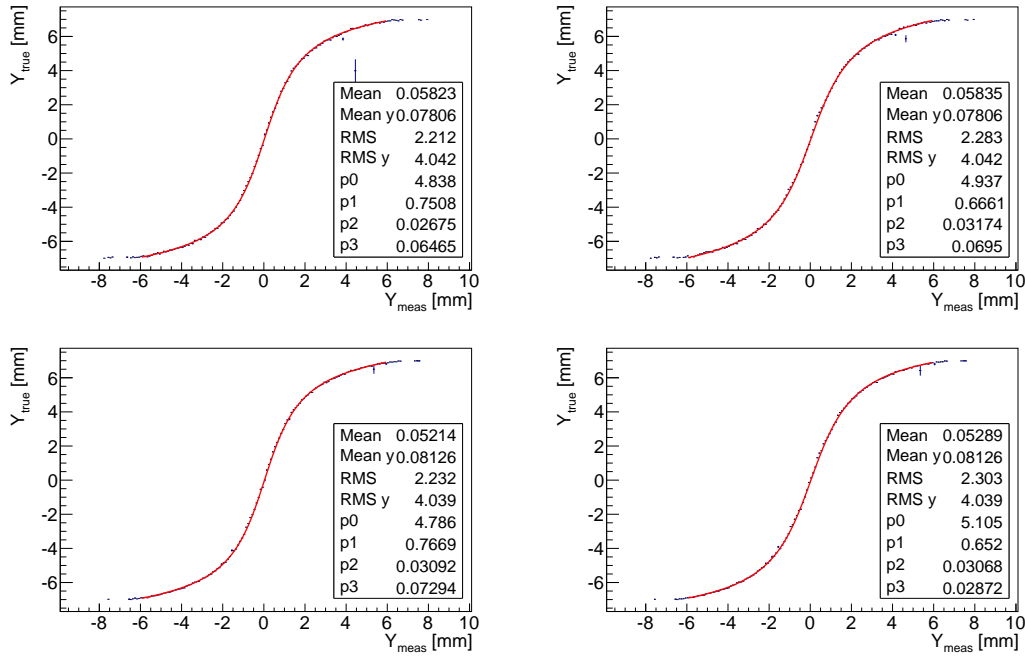 Y_true [mm]
6
4
2
0
-2
-4
-6
Mean 0.05823
Mean y 0.07806
RMS 2.212
RMS y 4.042
p0 4.838
p1 0.7508
p2 0.02675
p3 0.06465
-8 -6 -4 -2 0 2 4 6 8 10
Y_meas [mm]
Y_true [mm]
6
4
2
0
-2
-4
-6
Mean 0.05835
Mean y 0.07806
RMS 2.283
RMS y 4.042
p0 4.937
p1 0.6661
p2 0.03174
p3 0.0695
-8 -6 -4 -2 0 2 4 6 8 10
Y_meas [mm]
Y_true [mm]
6
4
2
0
-2
-4
-6
Mean 0.05214
Mean y 0.08126
RMS 2.232
RMS y 4.039
p0 4.786
p1 0.7669
p2 0.03092
p3 0.07294
-8 -6 -4 -2 0 2 4 6 8 10
Y_meas [mm]
Y_true [mm]
6
4
2
0
-2
-4
-6
Mean 0.05289
Mean y 0.08126
RMS 2.303
RMS y 4.039
p0 5.105
p1 0.652
p2 0.03068
p3 0.02872
-8 -6 -4 -2 0 2 4 6 8 10
Y_meas [mm]